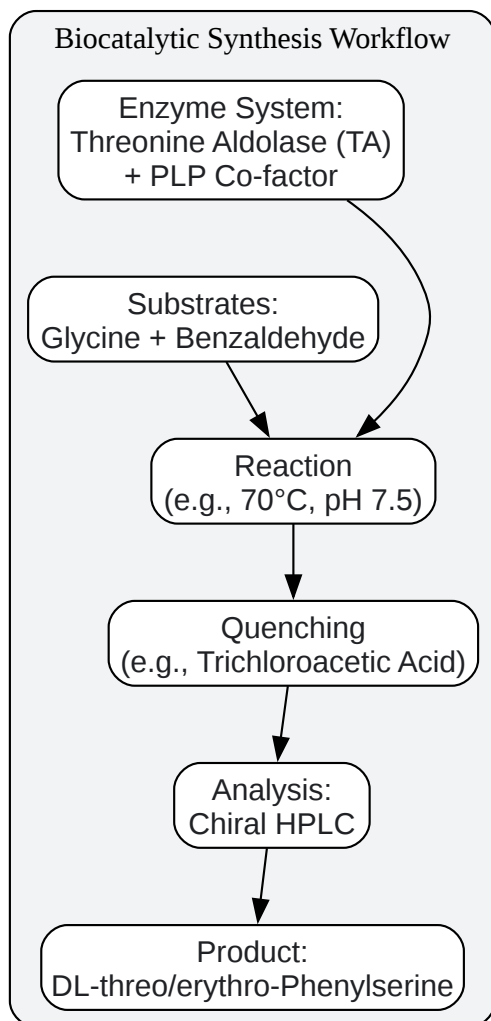 Biocatalytic Synthesis Workflow
Enzyme System:
Threonine Aldolase (TA)
+ PLP Co-factor
Substrates:
Glycine + Benzaldehyde
Reaction
(e.g., 70°C, pH 7.5)
Quenching
(e.g., Trichloroacetic Acid)
Analysis:
Chiral HPLC
Product:
DL-threo/erythro-Phenylserine